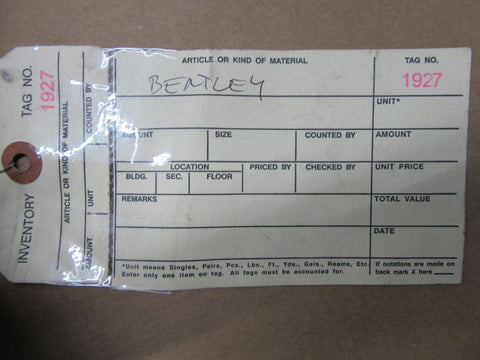 INVENTORY
TAG NO.
1927
ARTICLE OR KIND OF MATERIAL
AMOUNT
UNIT
COUNTED BY
ARTICLE OR KIND OF MATERIAL
BENTLEY
TAG NO.
1927
UNIT*
AMOUNT
SIZE
COUNTED BY
AMOUNT
LOCATION
BLDG.
SEC.
FLOOR
PRICED BY
CHECKED BY
UNIT PRICE
REMARKS
TOTAL VALUE
DATE
*Unit means Singles, Pairs, Pcs., Lbs., Ft., Yds., Gals., Reams, Etc.
Enter only one item on tag. All tags must be accounted for.
If notations are made on
back mark X here